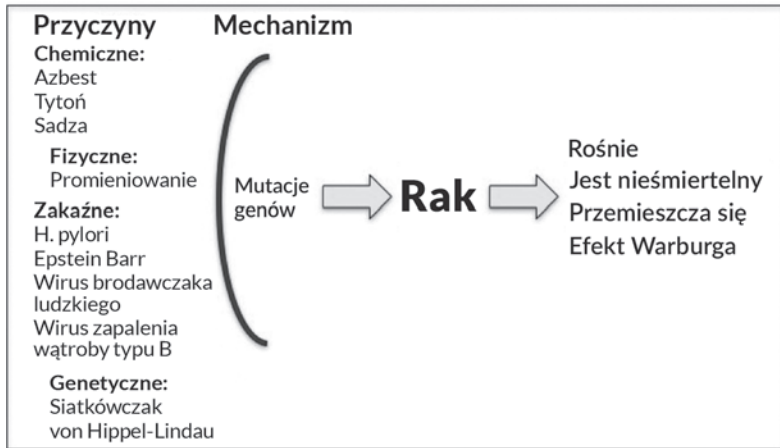 Przyczyny
Mechanizm
Chemiczne:
Azbest
Tytoń
Sadza
Fizyczne:
Promieniowanie
Zakaźne:
H. pylori
Epstein Barr
Wirus brodawczaka
ludzkiego
Wirus zapalenia
wątroby typu B
Genetyczne:
Siatkówczak
von Hippel-Lindau
Mutacje
genów
Rak
Rośnie
Jest nieśmiertelny
Przemieszcza się
Efekt Warburga